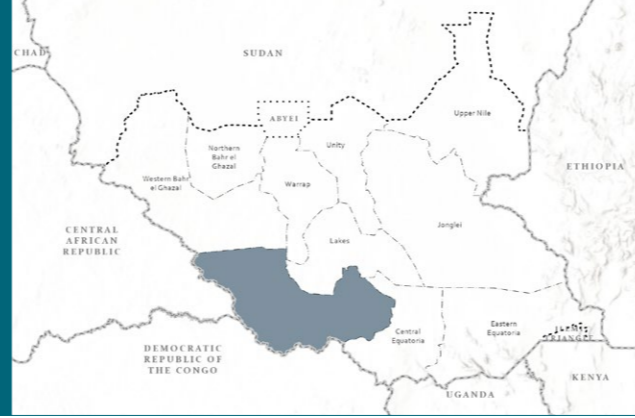 CHAD
SUDAN
ABYEI
Upper Nile
Northern
Bahr el
Ghazal
Unity
ETHIOPIA
Western Bahr
el Ghazal
Warrap
Jonglei
CENTRAL
AFRICAN
REPUBLIC
Lakes
Central
Equatoria
Eastern
Equatoria
TRIANGLE
DEMOCRATIC
REPUBLIC OF
THE CONGO
KENYA
UGANDA